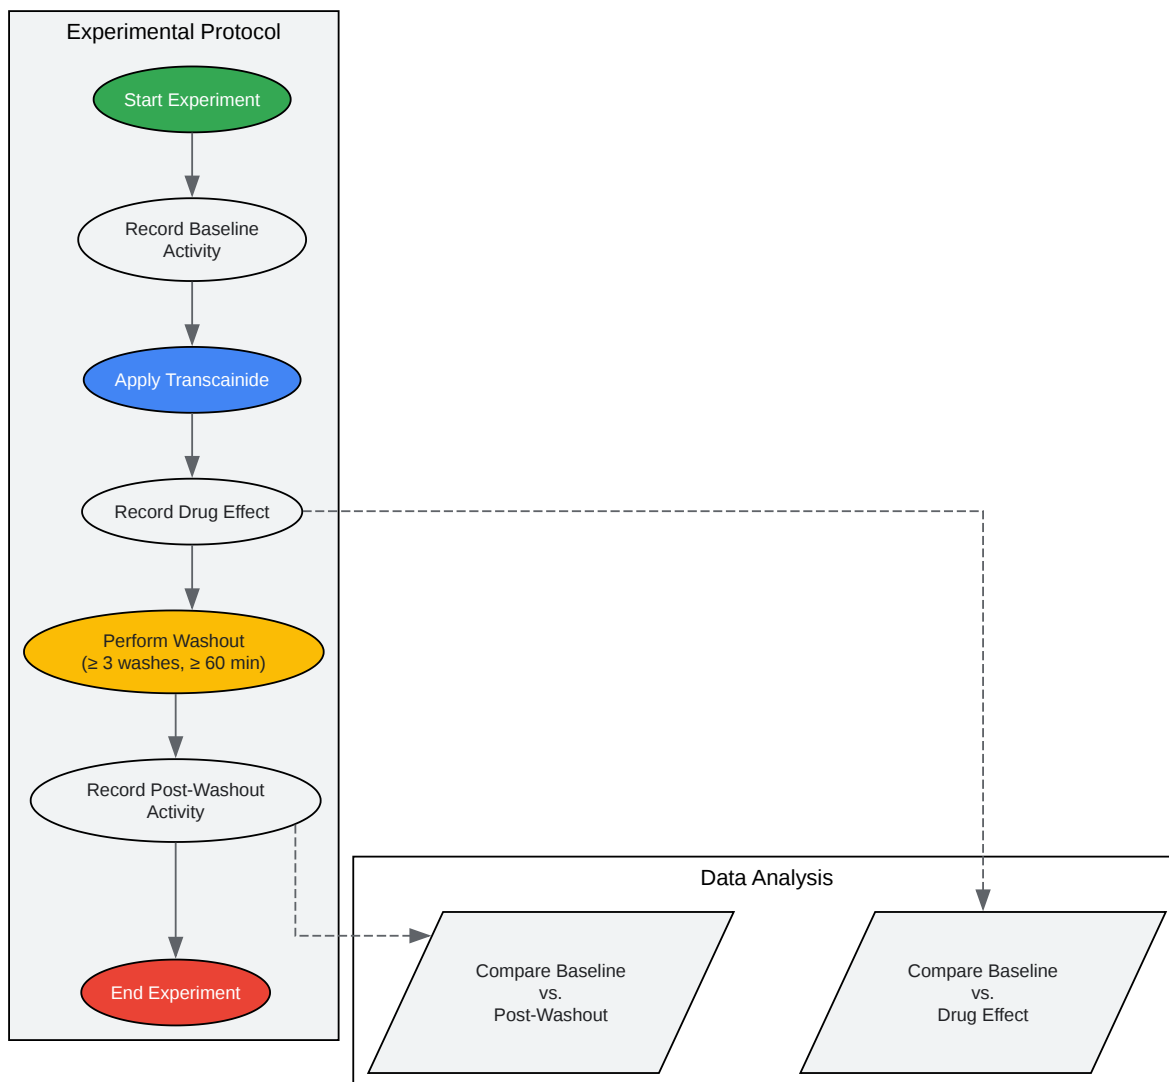 Experimental Protocol
Start Experiment
Record Baseline
Activity
Apply Transcainide
Record Drug Effect
Perform Washout
(≥ 3 washes, ≥ 60 min)
Record Post-Washout
Activity
End Experiment
Data Analysis
Compare Baseline
vs.
Post-Washout
Compare Baseline
vs.
Drug Effect